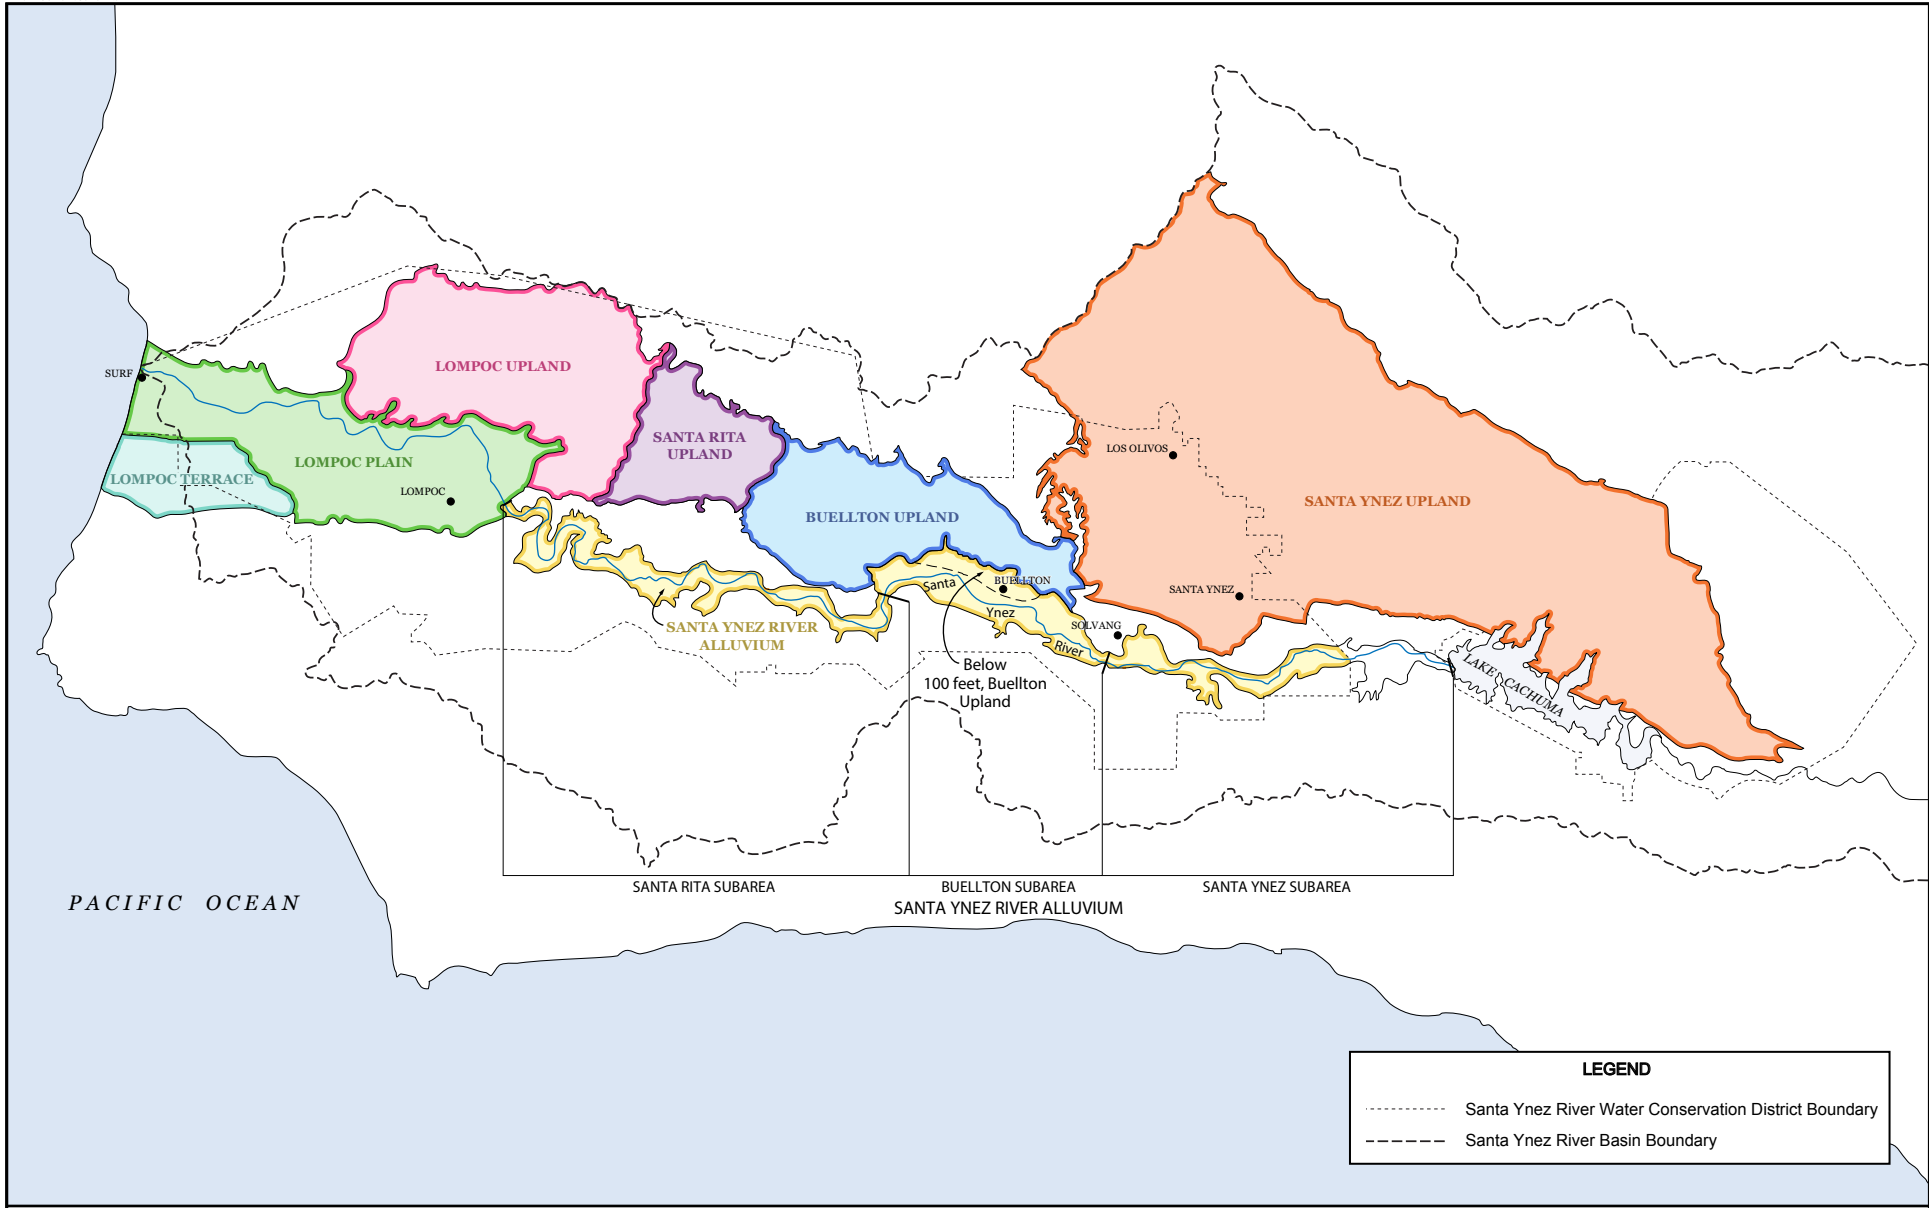 LOMPOC UPLAND
SURF
SANTA RITA
UPLAND
LOMPOC PLAIN
LOMPOC TERRACE
LOMPOC
LOS OLIVOS
SANTA YNEZ UPLAND
BUELLTON UPLAND
BUELLTON
SANTA YNEZ
Santa
Ynez
River
SOLVANG
SANTA YNEZ RIVER
ALLUVIUM
LAKE CACHUMA
Below
100 feet, Buellton
Upland
SANTA RITA SUBAREA
BUELLTON SUBAREA
SANTA YNEZ SUBAREA
SANTA YNEZ RIVER ALLUVIUM
PACIFIC OCEAN
LEGEND
Santa Ynez River Water Conservation District Boundary
Santa Ynez River Basin Boundary